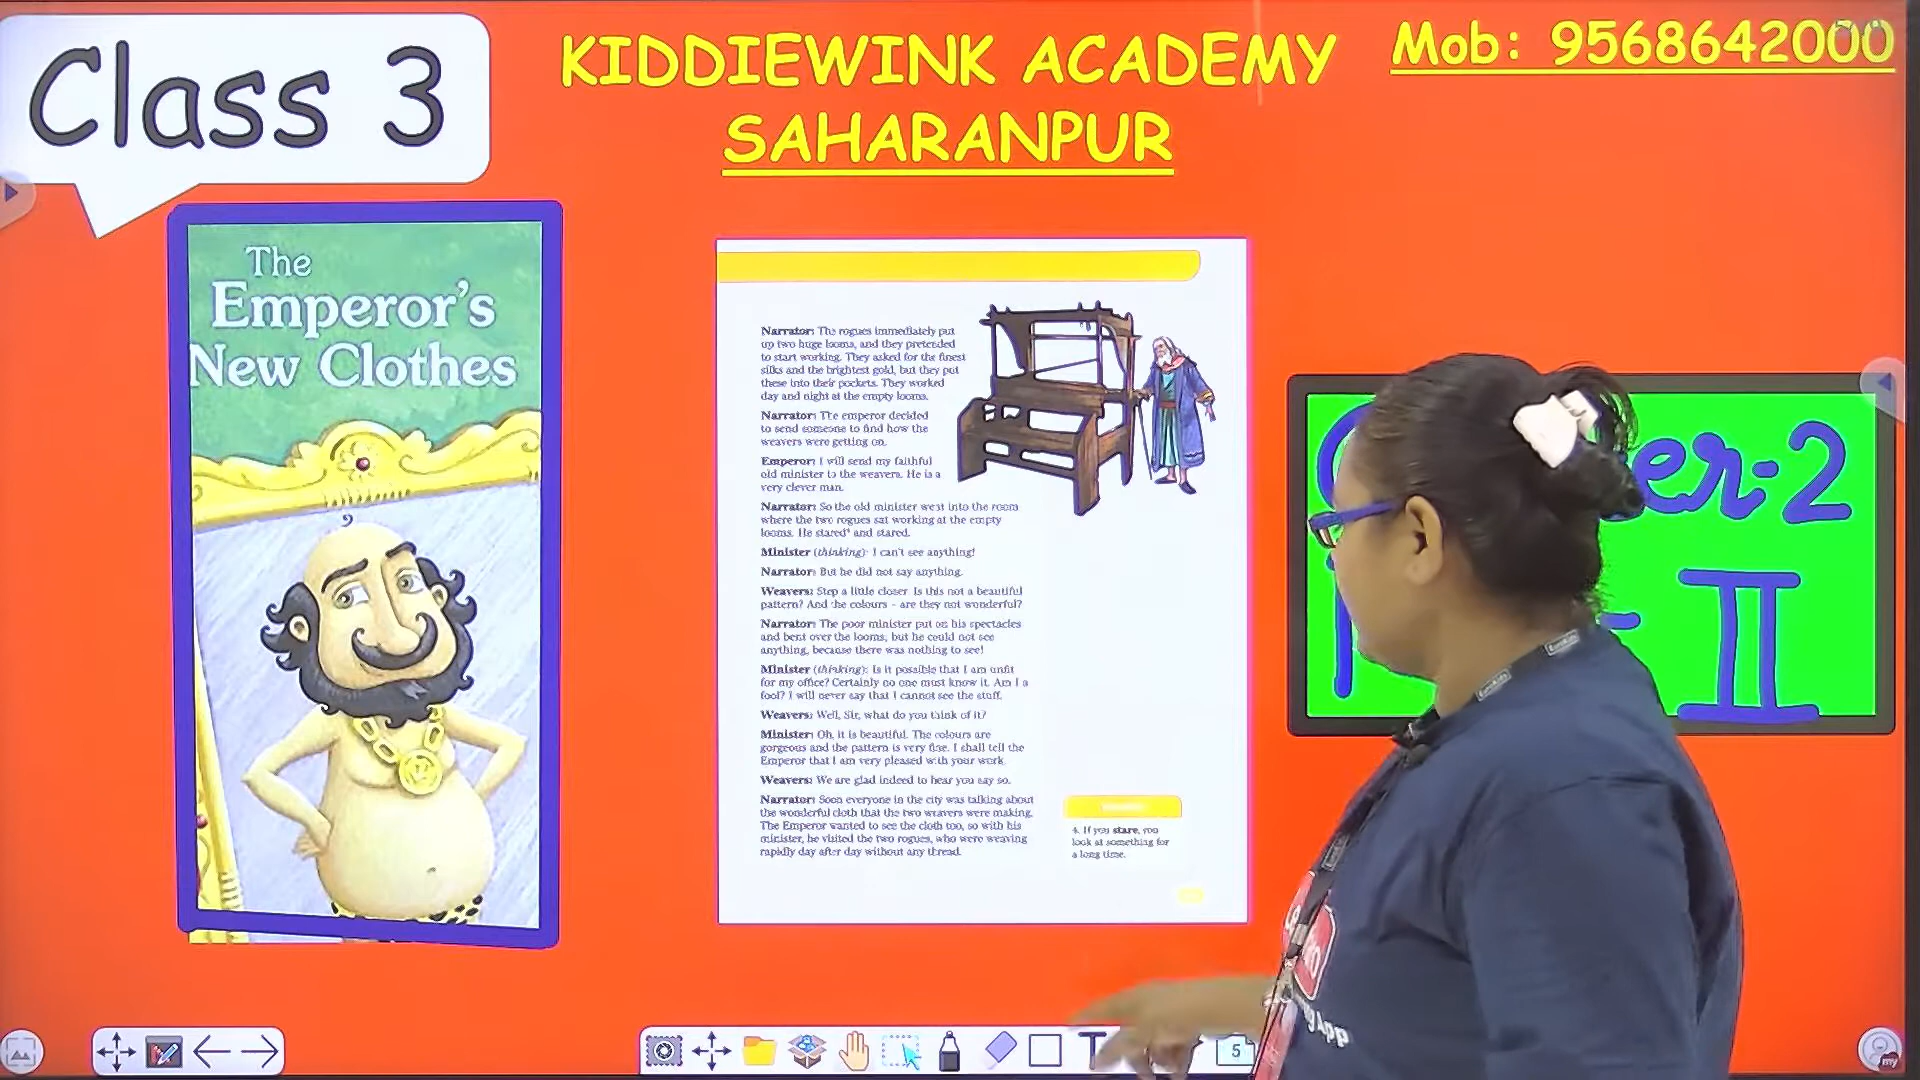 Class 3
KIDDIEWINK ACADEMY
SAHARANPUR
Mob: 9568642000
The
Emperor's
New Clothes
Narrator: The rogues immediately put
up two huge looms, and they pretended
to start working. They asked for the finest
silks and the brightest gold, but they put
these into their pockets. They worked
day and night at the empty looms.
Narrator: The emperor decided
to send someone to find how the
weavers were getting on.
Emperor: I will send my faithful
old minister to the weavers. He is a
very clever man.
Narrator: So the old minister went into the room
where the two rogues sat working at the empty
looms. He stared⁴ and stared.
Minister (thinking): I can't see anything!
Narrator: But he did not say anything.
Weavers: Step a little closer. Is this not a beautiful
pattern? And the colours – are they not wonderful?
Narrator: The poor minister put on his spectacles
and bent over the looms, but he could not see
anything, because there was nothing to see!
Minister (thinking): Is it possible that I am unfit
for my office? Certainly no one must know it. Am I a
fool? I will never say that I cannot see the stuff.
Weavers: Well, Sir, what do you think of it?
Minister: Oh, it is beautiful. The colours are
gorgeous and the pattern is very fine. I shall tell the
Emperor that I am very pleased with your work.
Weavers: We are glad indeed to hear you say so.
Narrator: Soon everyone in the city was talking about
the wonderful cloth that the two weavers were making.
The Emperor wanted to see the cloth too, so with his
minister, he visited the two rogues, who were weaving
rapidly day after day without any thread.
4. If you stare, you
look at something for
a long time.
er-2
II
EuroKids
EuroKids
App
T
5
my